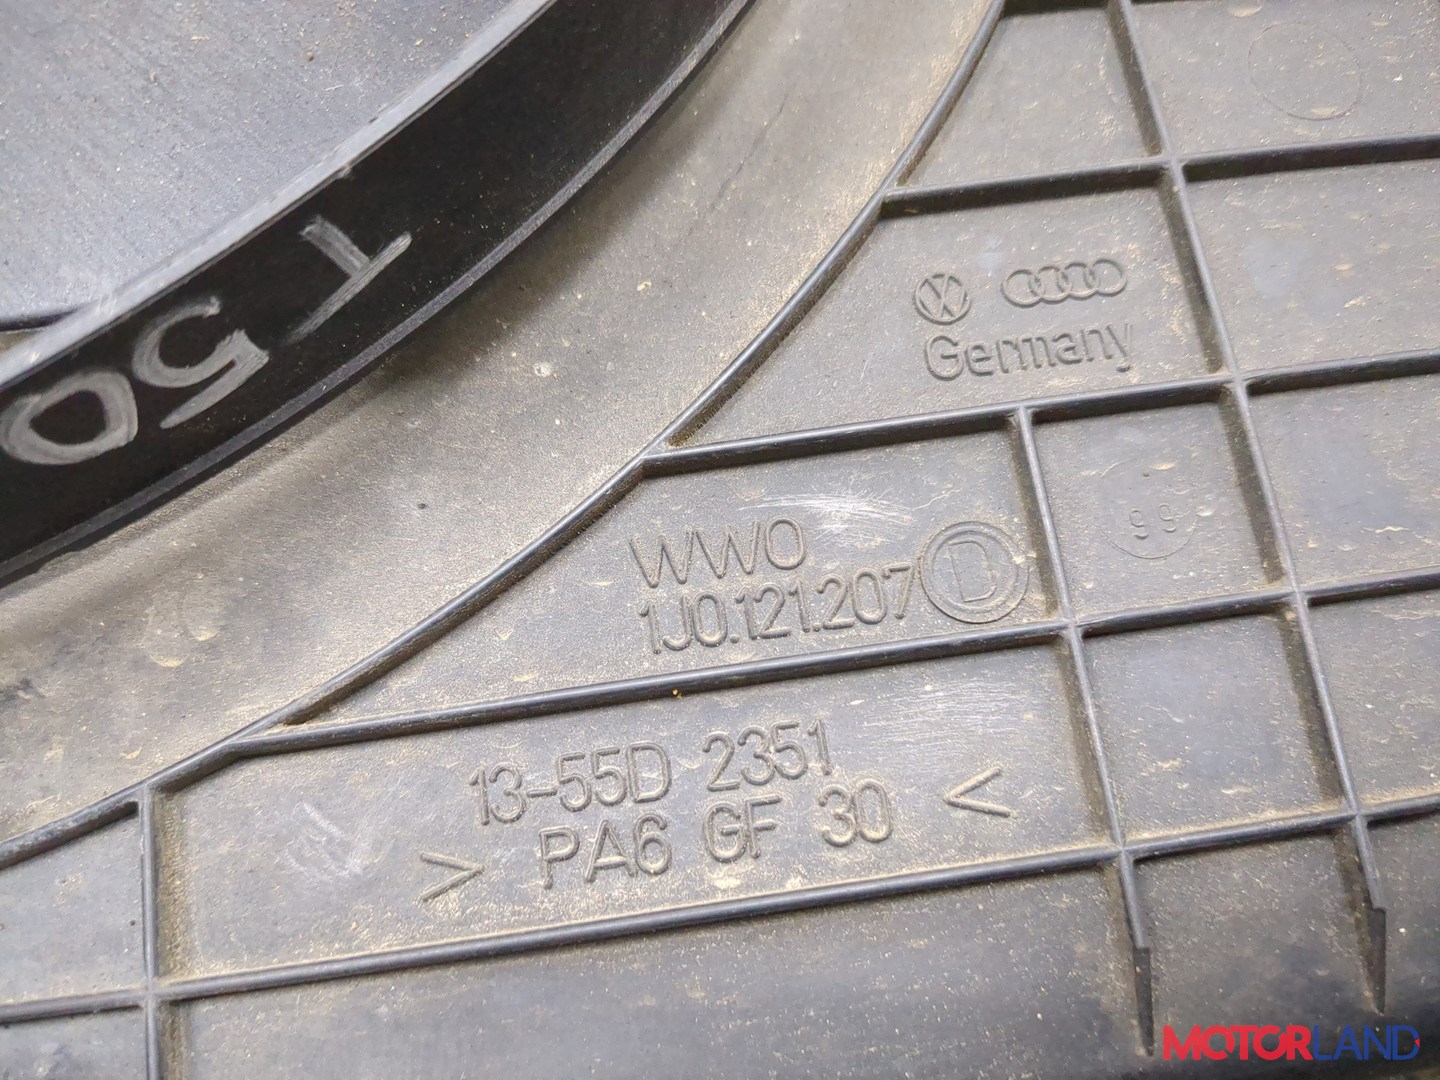 T50
Germany
WWO
1J0.121.207 D
99
13-55D 2351
> PA6 GF 30 <
MOTORLAND